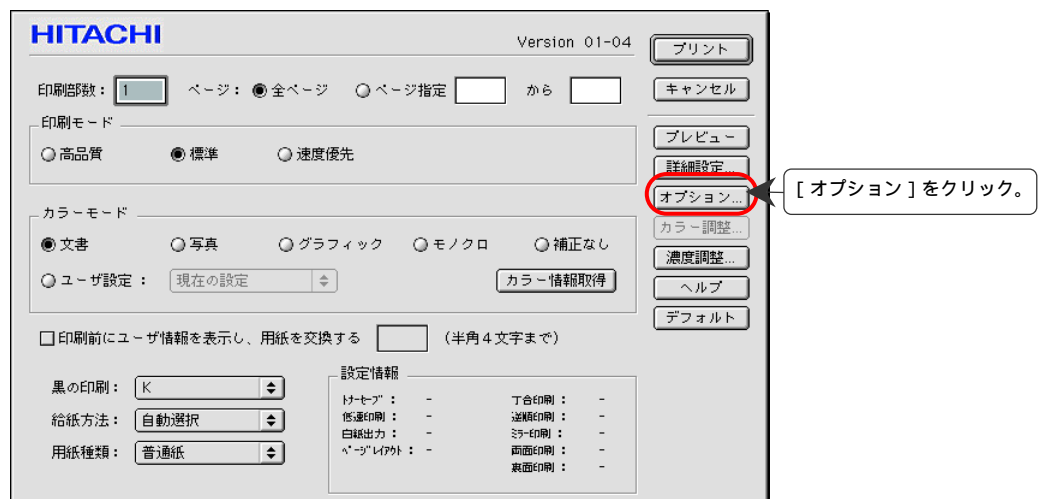 HITACHI
Version 01-04
プリント
印刷部数： 1 ページ： 全ページ ページ指定 から
キャンセル
印刷モード
高品質 標準 速度優先
プレビュー
詳細設定...
オプション...
[ オプション ] をクリック。
カラーモード
カラー調整...
文書 写真 グラフィック モノクロ 補正なし
濃度調整...
ユーザ設定 ： 現在の設定 カラー情報取得
ヘルプ
デフォルト
印刷前にユーザ情報を表示し、用紙を交換する (半角４文字まで)
設定情報
黒の印刷： K
給紙方法： 自動選択
用紙種類： 普通紙
ﾄﾅｰｾｰﾌﾞ： - 丁合印刷： -
低速印刷： - 逆順印刷： -
白紙出力： - ﾐﾗｰ印刷： -
ﾍﾟｰｼﾞﾚｲｱｳﾄ： - 両面印刷： -
裏面印刷： -